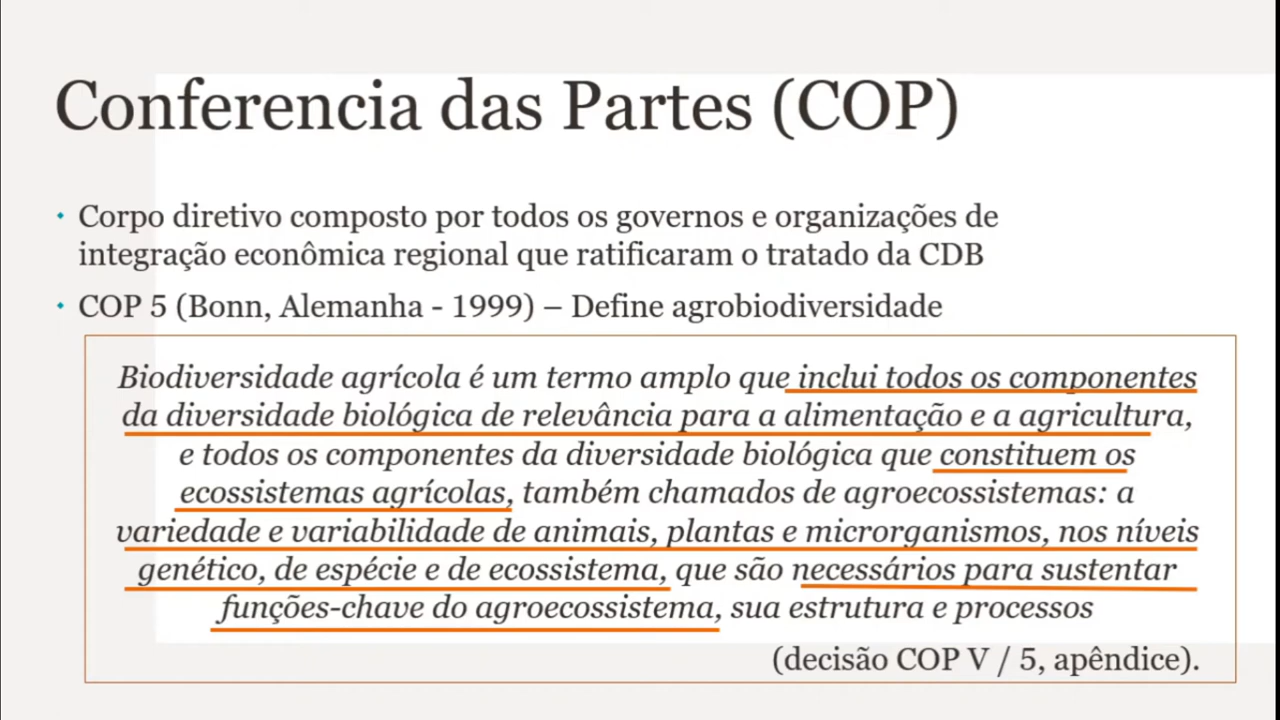 Conferencia das Partes (COP)
Corpo diretivo composto por todos os governos e organizações de
integração econômica regional que ratificaram o tratado da CDB
COP 5 (Bonn, Alemanha - 1999) – Define agrobiodiversidade
Biodiversidade agrícola é um termo amplo que inclui todos os componentes
da diversidade biológica de relevância para a alimentação e a agricultura,
e todos os componentes da diversidade biológica que constituem os
ecossistemas agrícolas, também chamados de agroecossistemas: a
variedade e variabilidade de animais, plantas e microrganismos, nos níveis
genético, de espécie e de ecossistema, que são necessários para sustentar
funções-chave do agroecossistema, sua estrutura e processos
(decisão COP V / 5, apêndice).